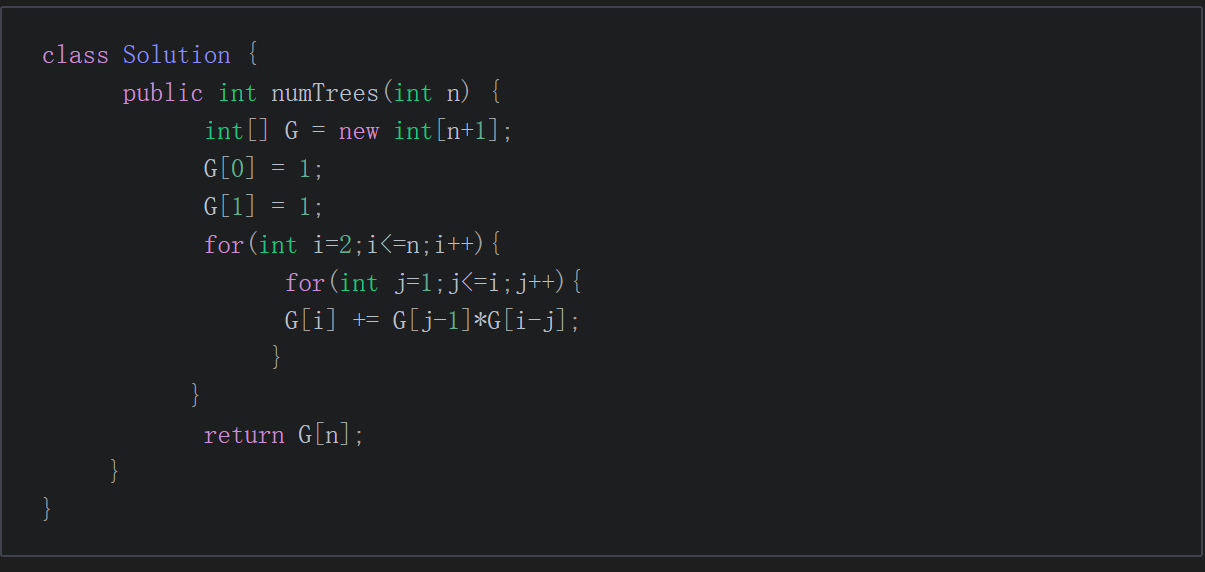 class Solution {
public int numTrees(int n) {
int[] G = new int[n+1];
G[0] = 1;
G[1] = 1;
for(int i=2;i<=n;i++){
for(int j=1;j<=i;j++){
G[i] += G[j-1]*G[i-j];
}
}
return G[n];
}
}